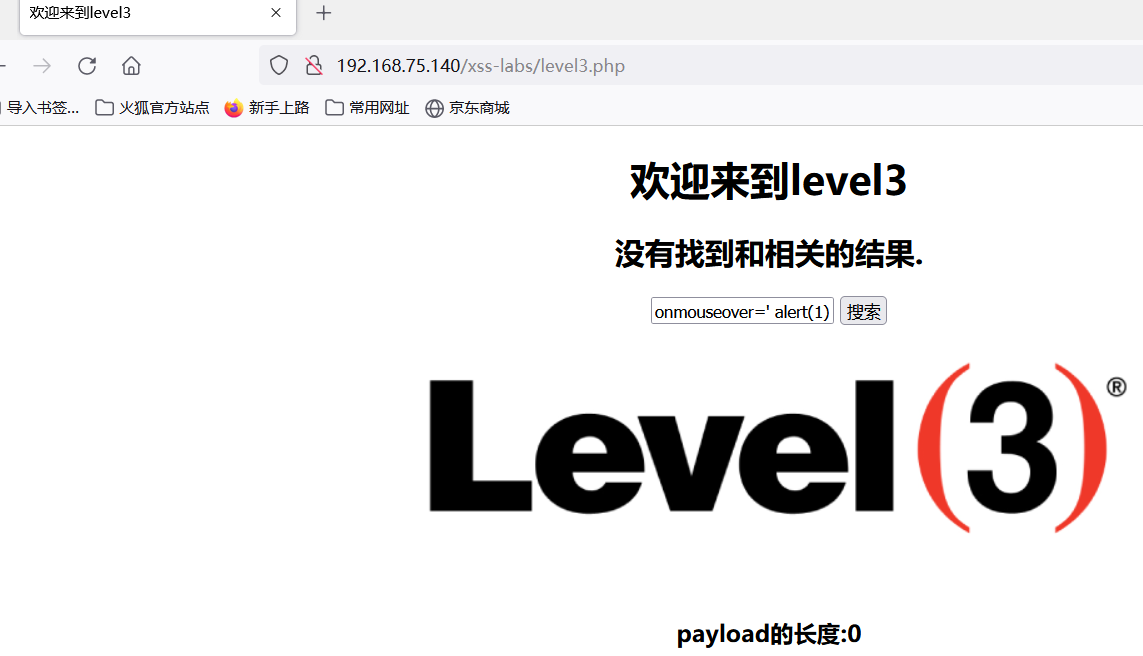 欢迎来到level3
192.168.75.140/xss-labs/level3.php
导入书签... 火狐官方站点 新手上路 常用网址 京东商城
欢迎来到level3
没有找到和相关的结果.
onmouseover=' alert(1) 搜索
Level(3)®
payload的长度:0